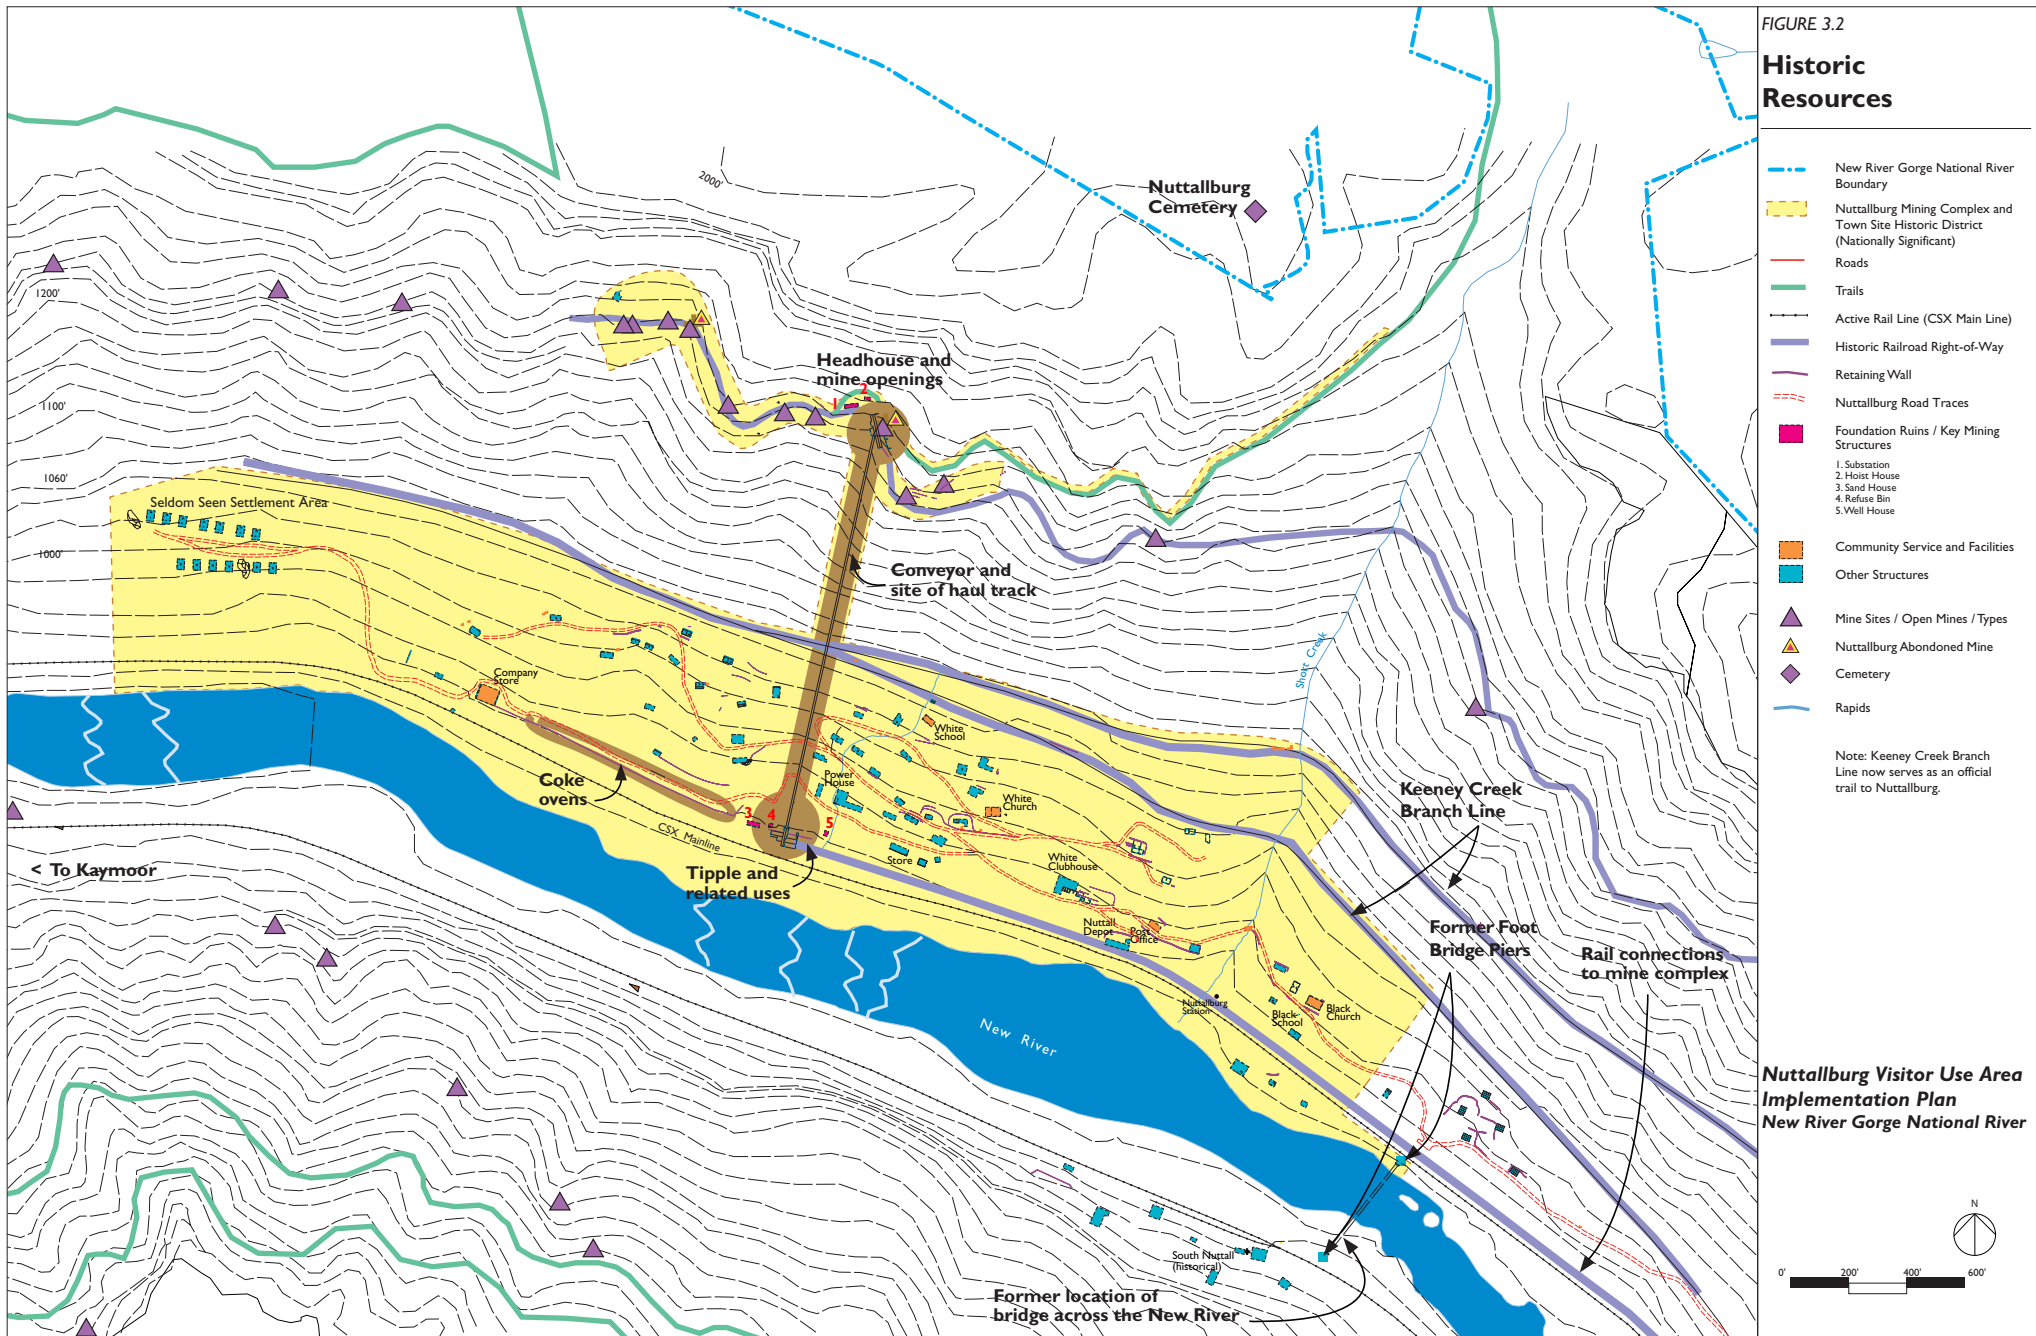 FIGURE 3.2
Historic
Resources
New River Gorge National River
Boundary
Nuttallburg Mining Complex and
Town Site Historic District
(Nationally Significant)
Roads
Trails
Active Rail Line (CSX Main Line)
Historic Railroad Right-of-Way
Retaining Wall
Nuttallburg Road Traces
Foundation Ruins / Key Mining
Structures
1. Substation
2. Hoist House
3. Sand House
4. Refuse Bin
5. Well House
Community Service and Facilities
Other Structures
Mine Sites / Open Mines / Types
Nuttallburg Abondoned Mine
Cemetery
Rapids
Note: Keeney Creek Branch
Line now serves as an official
trail to Nuttallburg.
Nuttallburg Visitor Use Area
Implementation Plan
New River Gorge National River
N
0'
200'
400'
600'
2000'
Nuttallburg
Cemetery
1200'
Headhouse and
mine openings
1
2
1100'
1060'
Seldom Seen Settlement Area
1000'
Conveyor and
site of haul track
Short Creek
Company
Store
White
School
Coke
ovens
Power
House
White
Church
Keeney Creek
Branch Line
3
4
5
CSX Mainline
Store
White
Clubhouse
< To Kaymoor
Tipple and
related uses
Nuttall
Depot
Post
Office
Former Foot
Bridge Piers
Rail connections
to mine complex
Nuttallburg
Station
Black
School
Black
Church
New River
South Nuttall
(historical)
Former location of
bridge across the New River